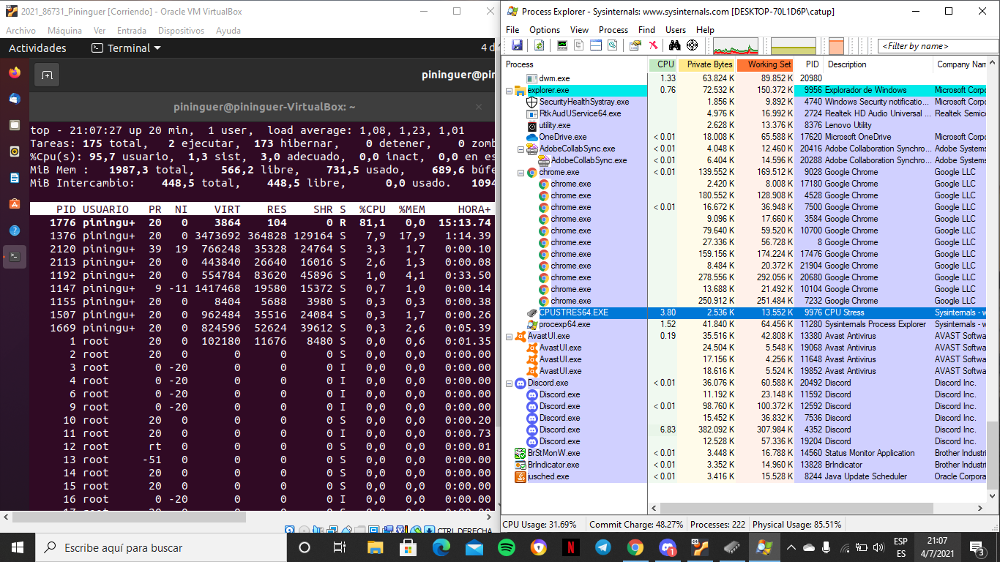 2021_86731_Pininguer [Corriendo] - Oracle VM VirtualBox
Archivo Máquina Ver Entrada Dispositivos Ayuda
Actividades Terminal 4 d
pininguer@pi
pininguer@pininguer-VirtualBox: ~
top - 21:07:27 up 20 min, 1 user, load average: 1,08, 1,23, 1,01
Tareas: 175 total, 2 ejecutar, 173 hibernar, 0 detener, 0 zomb
%Cpu(s): 95,7 usuario, 1,3 sist, 3,0 adecuado, 0,0 inact, 0,0 en es
MiB Mem : 1987,3 total, 566,2 libre, 731,5 usado, 689,6 búfe
MiB Intercambio: 448,5 total, 448,5 libre, 0,0 usado. 1094
PID USUARIO PR NI VIRT RES SHR S %CPU %MEM HORA+
1776 piningu+ 20 0 3864 104 0 R 81,1 0,0 15:13.74
1376 piningu+ 20 0 3473692 364828 129164 S 7,9 17,9 1:14.39
2120 piningu+ 39 19 766248 35328 24764 S 3,3 1,7 0:00.10
2113 piningu+ 20 0 443840 26640 16016 S 2,6 1,3 0:00.08
1192 piningu+ 20 0 554784 83620 45896 S 1,0 4,1 0:33.50
1147 piningu+ 9 -11 1417468 19580 15372 S 0,7 1,0 0:00.14
1155 piningu+ 20 0 8404 5688 3980 S 0,3 0,3 0:00.38
1507 piningu+ 20 0 962484 35516 24084 S 0,3 1,7 0:00.26
1669 piningu+ 20 0 824596 52624 39612 S 0,3 2,6 0:05.39
1 root 20 0 102180 11676 8480 S 0,0 0,6 0:01.35
2 root 20 0 0 0 0 S 0,0 0,0 0:00.00
3 root 0 -20 0 0 0 I 0,0 0,0 0:00.00
4 root 0 -20 0 0 0 I 0,0 0,0 0:00.00
6 root 0 -20 0 0 0 I 0,0 0,0 0:00.00
9 root 0 -20 0 0 0 I 0,0 0,0 0:00.00
10 root 20 0 0 0 0 S 0,0 0,0 0:00.20
11 root 20 0 0 0 0 I 0,0 0,0 0:00.73
12 root rt 0 0 0 0 S 0,0 0,0 0:00.01
13 root -51 0 0 0 0 S 0,0 0,0 0:00.00
14 root 20 0 0 0 0 S 0,0 0,0 0:00.00
15 root 20 0 0 0 0 S 0,0 0,0 0:00.00
16 root 0 -20 0 0 0 I 0,0 0,0 0:00.00
CTRL DERECHA
Process Explorer - Sysinternals: www.sysinternals.com [DESKTOP-70L1D6P\catup]
File Options View Process Find Users Help
<Filter by name>
Process CPU Private Bytes Working Set PID Description Company Nam
dwm.exe 1.33 63.824 K 89.852 K 20980
explorer.exe 0.76 72.532 K 150.372 K 9956 Explorador de Windows Microsoft Corpo
SecurityHealthSystray.exe 1.856 K 9.892 K 4740 Windows Security notificatio... Microsoft Corpo
RtkAudUService64.exe 4.976 K 16.992 K 2724 Realtek HD Audio Universal ... Realtek Semico
utility.exe 2.628 K 13.376 K 8376 Lenovo Utility
OneDrive.exe < 0.01 18.008 K 65.588 K 17620 Microsoft OneDrive Microsoft Corpo
AdobeCollabSync.exe < 0.01 4.048 K 12.460 K 20416 Adobe Collaboration Synchro... Adobe Systems
AdobeCollabSync.exe < 0.01 6.404 K 14.596 K 20288 Adobe Collaboration Synchro... Adobe Systems
chrome.exe < 0.01 139.552 K 169.512 K 9028 Google Chrome Google LLC
chrome.exe 2.420 K 8.008 K 17180 Google Chrome Google LLC
chrome.exe 180.552 K 128.908 K 4528 Google Chrome Google LLC
chrome.exe < 0.01 16.672 K 36.948 K 7500 Google Chrome Google LLC
chrome.exe 9.096 K 17.660 K 3584 Google Chrome Google LLC
chrome.exe 79.640 K 59.520 K 10700 Google Chrome Google LLC
chrome.exe 27.336 K 56.728 K 8 Google Chrome Google LLC
chrome.exe 159.156 K 174.224 K 17476 Google Chrome Google LLC
chrome.exe 8.484 K 20.372 K 21904 Google Chrome Google LLC
chrome.exe 278.556 K 292.056 K 20680 Google Chrome Google LLC
chrome.exe 13.688 K 21.492 K 10104 Google Chrome Google LLC
chrome.exe 250.912 K 251.484 K 7232 Google Chrome Google LLC
CPUSTRES64.EXE 3.80 2.536 K 13.552 K 9976 CPU Stress Sysinternals - w
procexp64.exe 1.52 41.840 K 64.456 K 11280 Sysinternals Process Explorer Sysinternals - w
AvastUI.exe 0.19 35.516 K 42.808 K 13380 Avast Antivirus AVAST Softwa
AvastUI.exe 24.504 K 5.548 K 19068 Avast Antivirus AVAST Softwa
AvastUI.exe 17.156 K 4.256 K 11648 Avast Antivirus AVAST Softwa
AvastUI.exe 18.616 K 5.524 K 19852 Avast Antivirus AVAST Softwa
Discord.exe < 0.01 36.076 K 60.588 K 20492 Discord Discord Inc.
Discord.exe 11.192 K 23.148 K 11592 Discord Discord Inc.
Discord.exe < 0.01 98.760 K 100.372 K 12592 Discord Discord Inc.
Discord.exe 15.452 K 36.832 K 7536 Discord Discord Inc.
Discord.exe 6.83 382.092 K 307.984 K 4352 Discord Discord Inc.
Discord.exe 12.528 K 57.336 K 19204 Discord Discord Inc.
BrStMonW.exe < 0.01 3.448 K 16.788 K 14560 Status Monitor Application Brother Industri
BrIndicator.exe < 0.01 3.352 K 14.960 K 13828 BrIndicator Brother Industri
jusched.exe < 0.01 3.416 K 15.528 K 8244 Java Update Scheduler Oracle Corpora
CPU Usage: 31.69% Commit Charge: 48.27% Processes: 222 Physical Usage: 85.51%
Escribe aquí para buscar
ESP
ES
21:07
4/7/2021
3